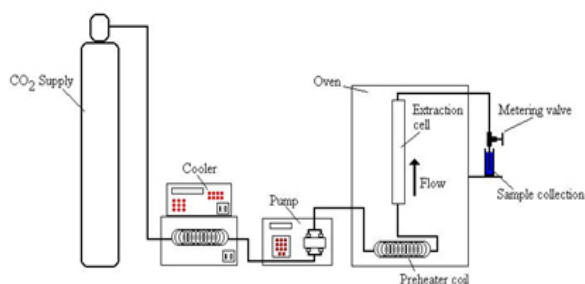 CO2 Supply
Cooler
Pump
Oven
Extraction
cell
Flow
Preheater coil
Metering valve
Sample collection